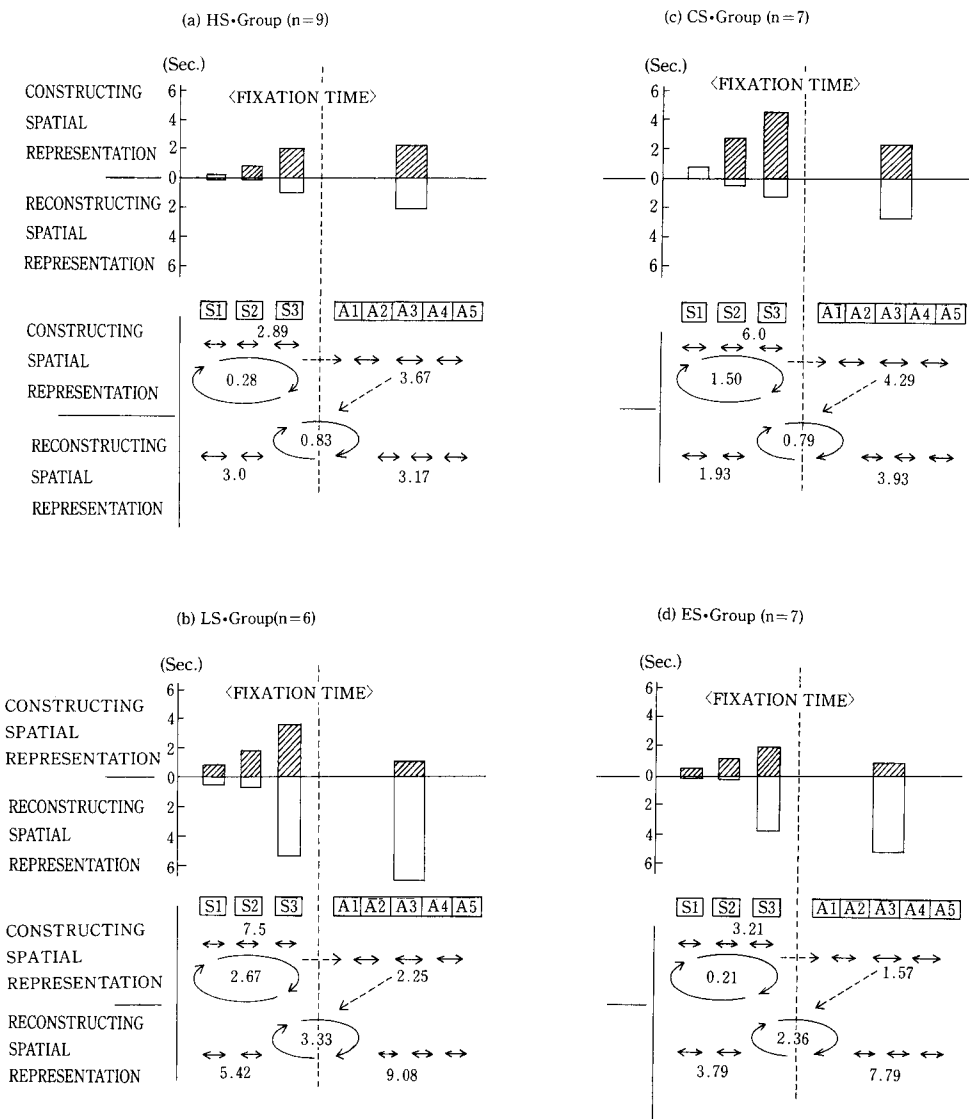 (a) HS•Group (n=9)
(Sec.)
CONSTRUCTING
SPATIAL
REPRESENTATION
RECONSTRUCTING
SPATIAL
REPRESENTATION
6
4
2
0
2
4
6
〈FIXATION TIME〉
S1 S2 S3 A1 A2 A3 A4 A5
CONSTRUCTING
SPATIAL
REPRESENTATION
2.89
0.28
3.67
RECONSTRUCTING
SPATIAL
REPRESENTATION
0.83
3.0
3.17
(c) CS•Group (n=7)
(Sec.)
6
4
2
0
2
4
6
〈FIXATION TIME〉
S1 S2 S3 A1 A2 A3 A4 A5
6.0
1.50
4.29
0.79
1.93
3.93
(b) LS•Group(n=6)
(Sec.)
CONSTRUCTING
SPATIAL
REPRESENTATION
RECONSTRUCTING
SPATIAL
REPRESENTATION
6
4
2
0
2
4
6
〈FIXATION TIME〉
S1 S2 S3 A1 A2 A3 A4 A5
CONSTRUCTING
SPATIAL
REPRESENTATION
7.5
2.67
2.25
RECONSTRUCTING
SPATIAL
REPRESENTATION
3.33
5.42
9.08
(d) ES•Group (n=7)
(Sec.)
6
4
2
0
2
4
6
〈FIXATION TIME〉
S1 S2 S3 A1 A2 A3 A4 A5
3.21
0.21
1.57
2.36
3.79
7.79